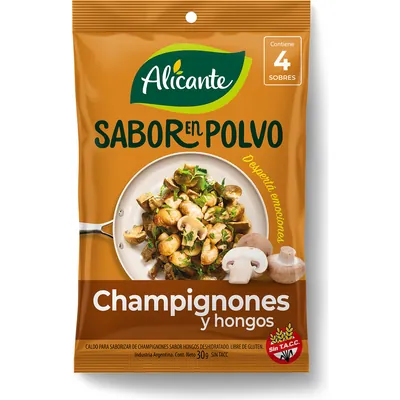 Contiene
4
SOBRES
Alicante
SABOR EN POLVO
Despertá emociones
Champignones
y hongos
Sin T.A.C.C.
CALDO PARA SABORIZAR DE CHAMPIGNONES SABOR HONGOS DESHIDRATADO. LIBRE DE GLUTEN.
Industria Argentina. Cont. Neto 30g SIN TACC